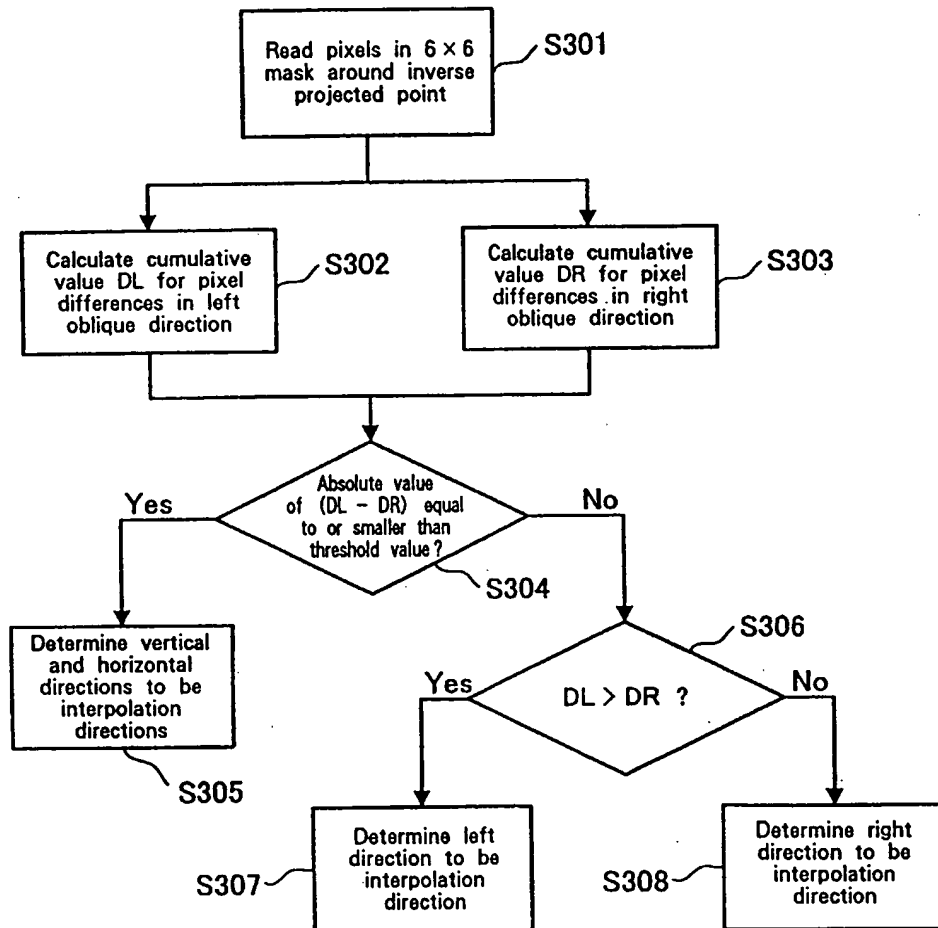 Read pixels in 6 × 6
mask around inverse
projected point
S301
Calculate cumulative
value DL for pixel
differences in left
oblique direction
S302
Calculate cumulative
value DR for pixel
differences in right
oblique direction
S303
Absolute value
of (DL - DR) equal
to or smaller than
threshold value?
Yes
No
S304
Determine vertical
and horizontal
directions to be
interpolation
directions
S305
S306
DL > DR ?
Yes
No
Determine left
direction to be
interpolation
direction
S307
Determine right
direction to be
interpolation
direction
S308